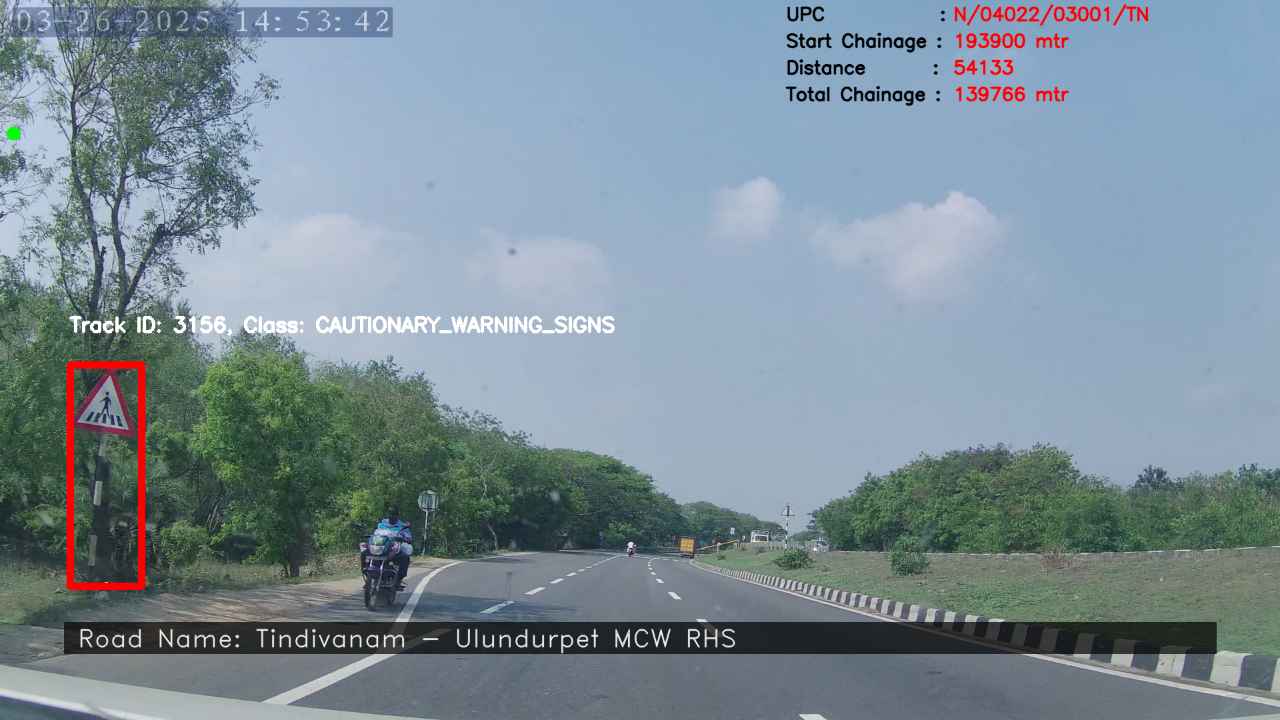 03-26-2025 14:53:42
UPC : N/04022/03001/TN
Start Chainage : 193900 mtr
Distance : 54133
Total Chainage : 139766 mtr
Track ID: 3156, Class: CAUTIONARY_WARNING_SIGNS
Road Name: Tindivanam - Ulundurpet MCW RHS